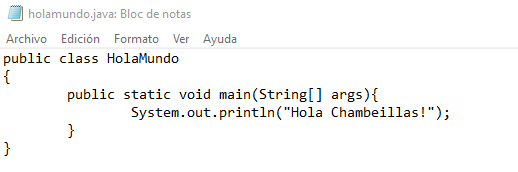 holamundo.java: Bloc de notas
Archivo Edición Formato Ver Ayuda
public class HolaMundo
{
        public static void main(String[] args){
                System.out.println("Hola Chambeillas!");
        }
}